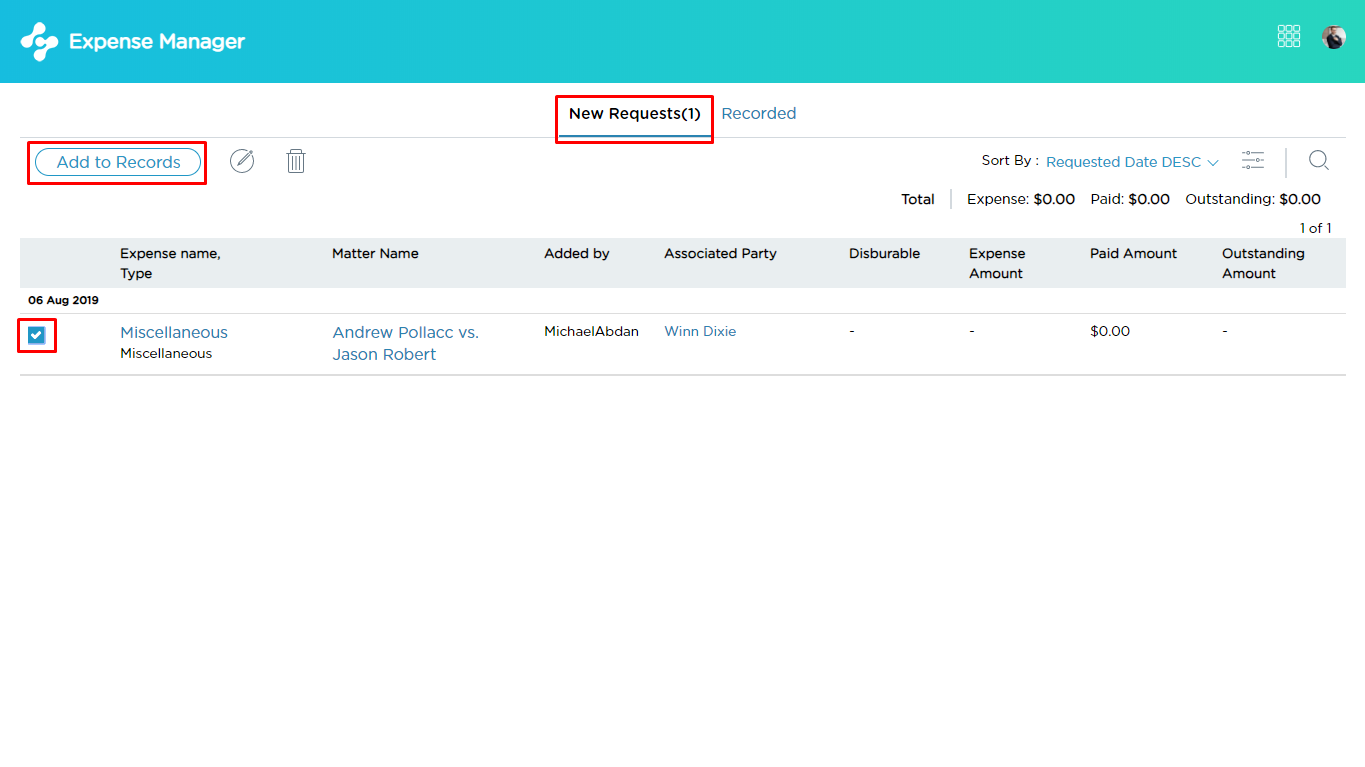 Expense Manager
New Requests(1) Recorded
Add to Records Sort By : Requested Date DESC
Total Expense: $0.00 Paid: $0.00 Outstanding: $0.00
1 of 1
Expense name, Matter Name Added by Associated Party Disburable Expense Paid Amount Outstanding
Type Amount Amount
06 Aug 2019
Miscellaneous Andrew Pollacc vs. MichaelAbdan Winn Dixie - - $0.00 -
Miscellaneous Jason Robert